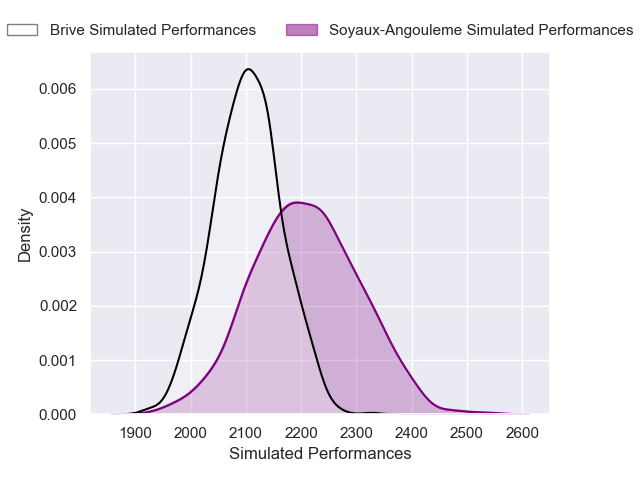 Brive Simulated Performances
Soyaux-Angouleme Simulated Performances
0.006
0.005
0.004
0.003
0.002
0.001
0.000
Density
1900 2000 2100 2200 2300 2400 2500 2600
Simulated Performances